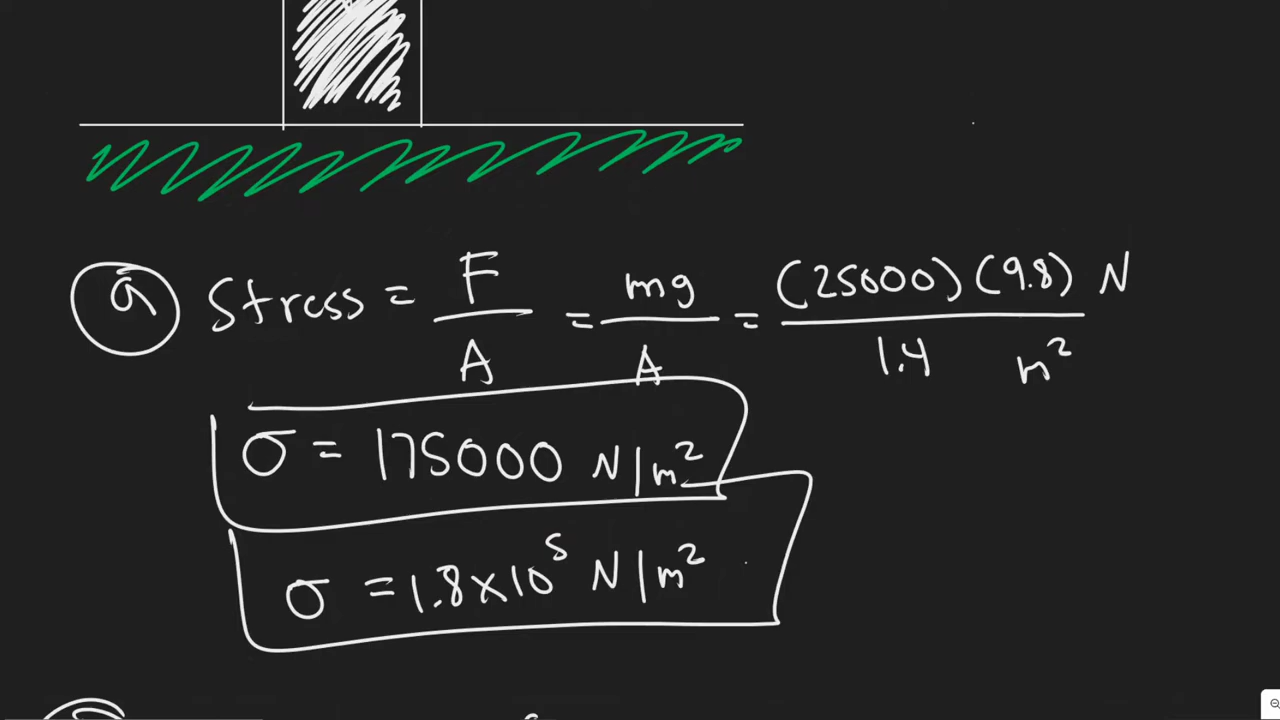 a Stress = F/A = mg/A = (25000)(9.8) N / 1.4 m²
σ = 175000 N/m²
σ = 1.8×10⁵ N/m²